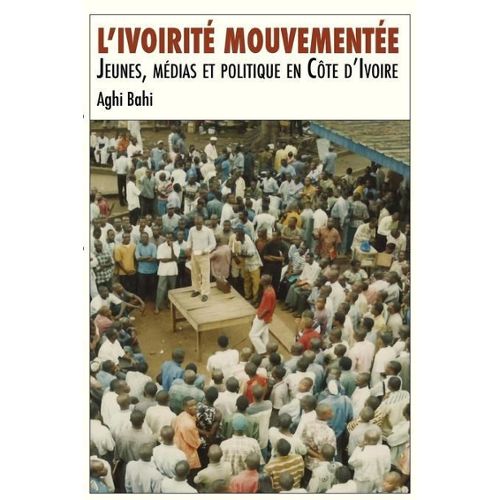 L'IVOIRITÉ MOUVEMENTÉE
JEUNES, MÉDIAS ET POLITIQUE EN CÔTE D'IVOIRE
Aghi Bahi